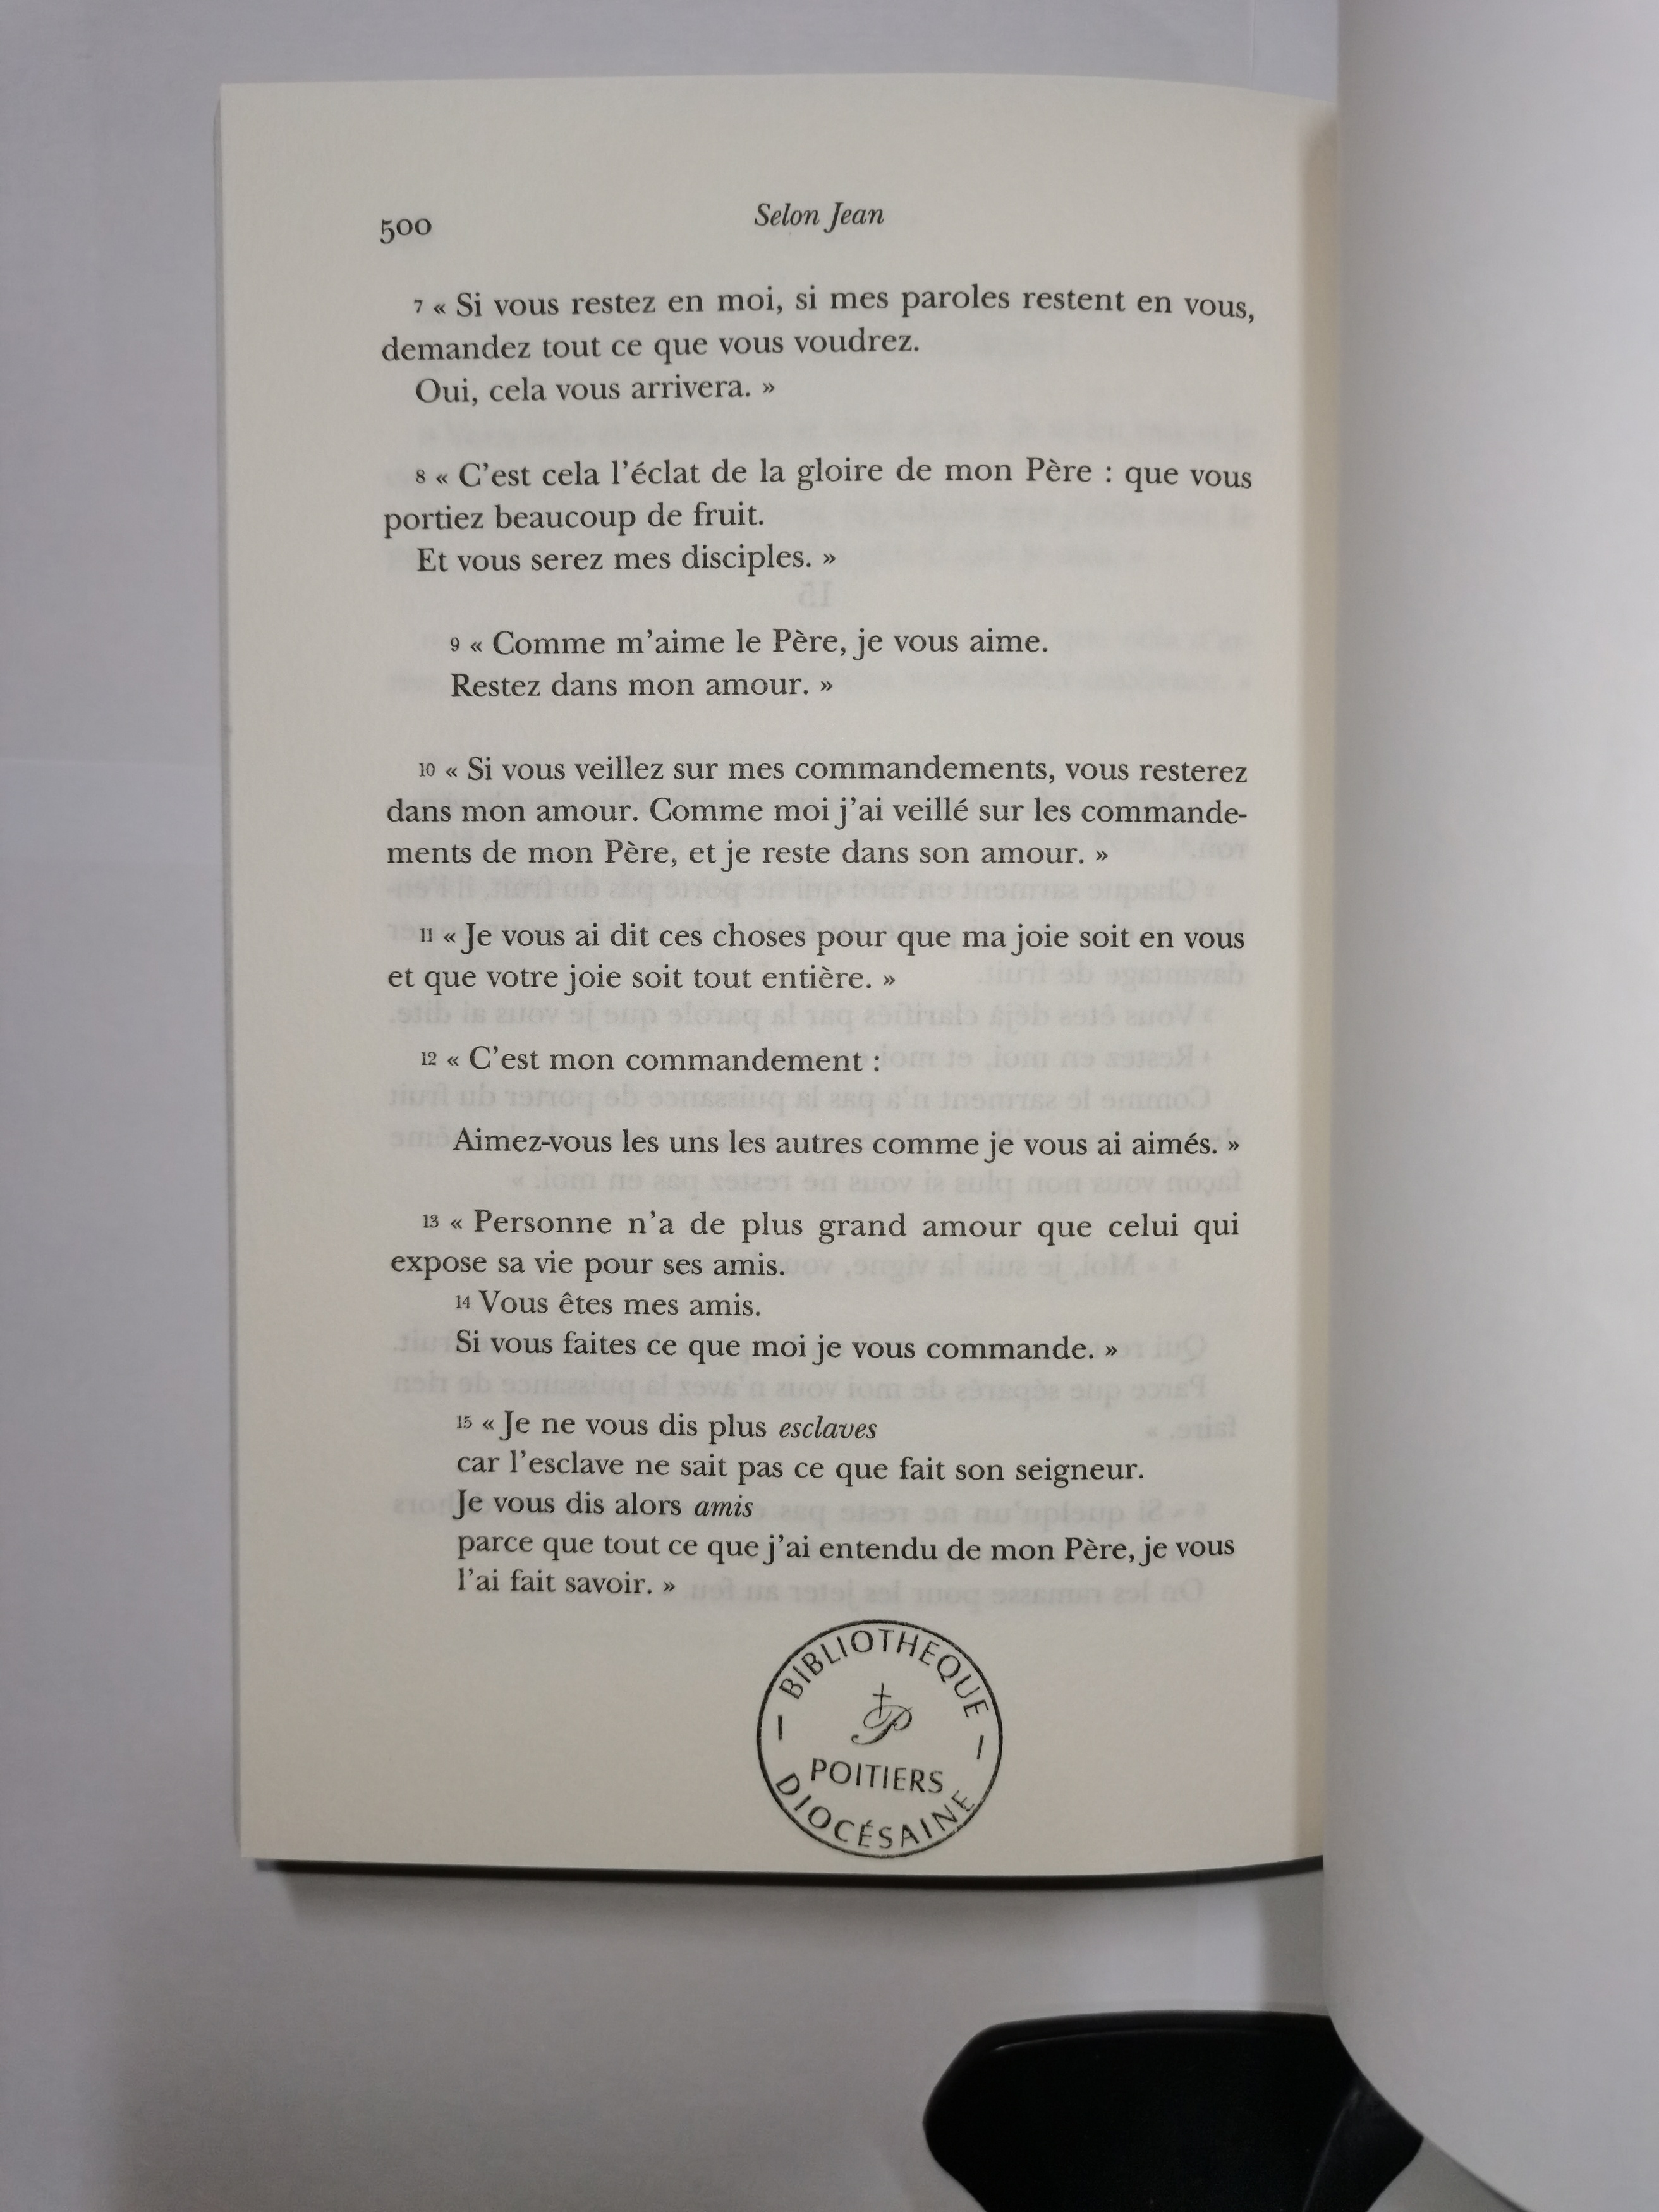 500
Selon Jean
7 « Si vous restez en moi, si mes paroles restent en vous,
demandez tout ce que vous voudrez.
Oui, cela vous arrivera. »
8 « C’est cela l’éclat de la gloire de mon Père : que vous
portiez beaucoup de fruit.
Et vous serez mes disciples. »
9 « Comme m’aime le Père, je vous aime.
Restez dans mon amour. »
10 « Si vous veillez sur mes commandements, vous resterez
dans mon amour. Comme moi j’ai veillé sur les commande-
ments de mon Père, et je reste dans son amour. »
11 « Je vous ai dit ces choses pour que ma joie soit en vous
et que votre joie soit tout entière. »
12 « C’est mon commandement :
Aimez-vous les uns les autres comme je vous ai aimés. »
13 « Personne n’a de plus grand amour que celui qui
expose sa vie pour ses amis.
14 Vous êtes mes amis.
Si vous faites ce que moi je vous commande. »
15 « Je ne vous dis plus esclaves
car l’esclave ne sait pas ce que fait son seigneur.
Je vous dis alors amis
parce que tout ce que j’ai entendu de mon Père, je vous
l’ai fait savoir. »
BIBLIOTHEQUE
P
POITIERS
DIOCÉSAINE